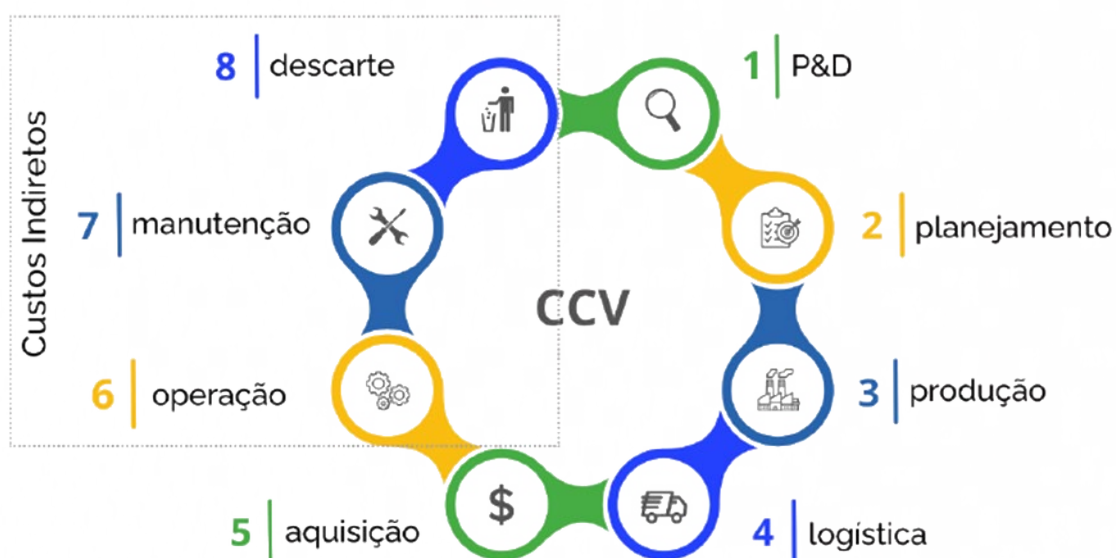 8 descarte
1 P&D
Custos Indiretos
7 manutenção
2 planejamento
CCV
6 operação
3 produção
$
5 aquisição
4 logística